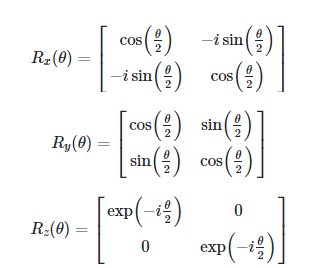 R_x(θ) = [ cos(θ/2) −i sin(θ/2) ]
[ −i sin(θ/2) cos(θ/2) ]
R_y(θ) = [ cos(θ/2) sin(θ/2) ]
[ sin(θ/2) cos(θ/2) ]
R_z(θ) = [ exp(−i θ/2) 0 ]
[ 0 exp(−i θ/2) ]